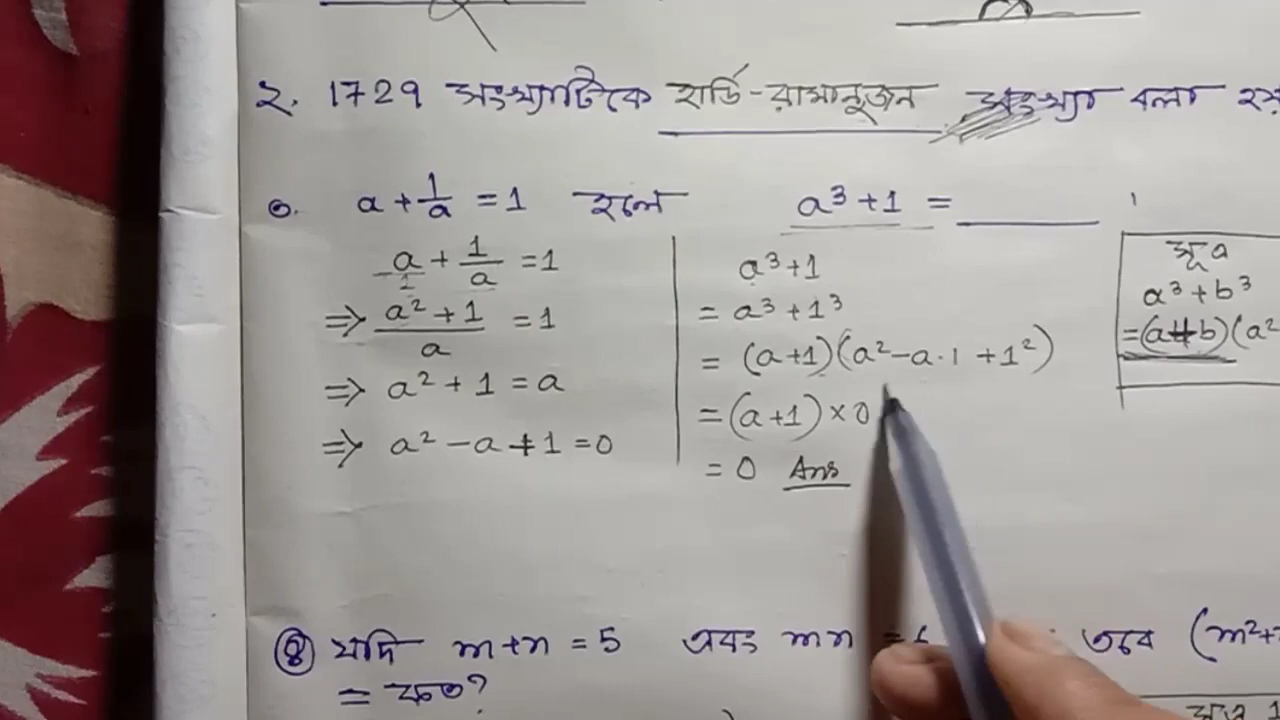 ২. 1729 সংখ্যাটিকে হার্ডি-রামানুজন সংখ্যা বলা হয়
৩. a + 1/a = 1 হলে a³+1 = ______ ।
a/1 + 1/a = 1
⇒ (a²+1)/a = 1
⇒ a²+1 = a
⇒ a²-a+1 = 0
a³+1
= a³+1³
= (a+1)(a²-a·1+1²)
= (a+1)×0
= 0 Ans
সূত্র
a³+b³
=(a+b)(a²
৪ যদি m+n = 5 এবং mn = তবে (m²+
= কত?